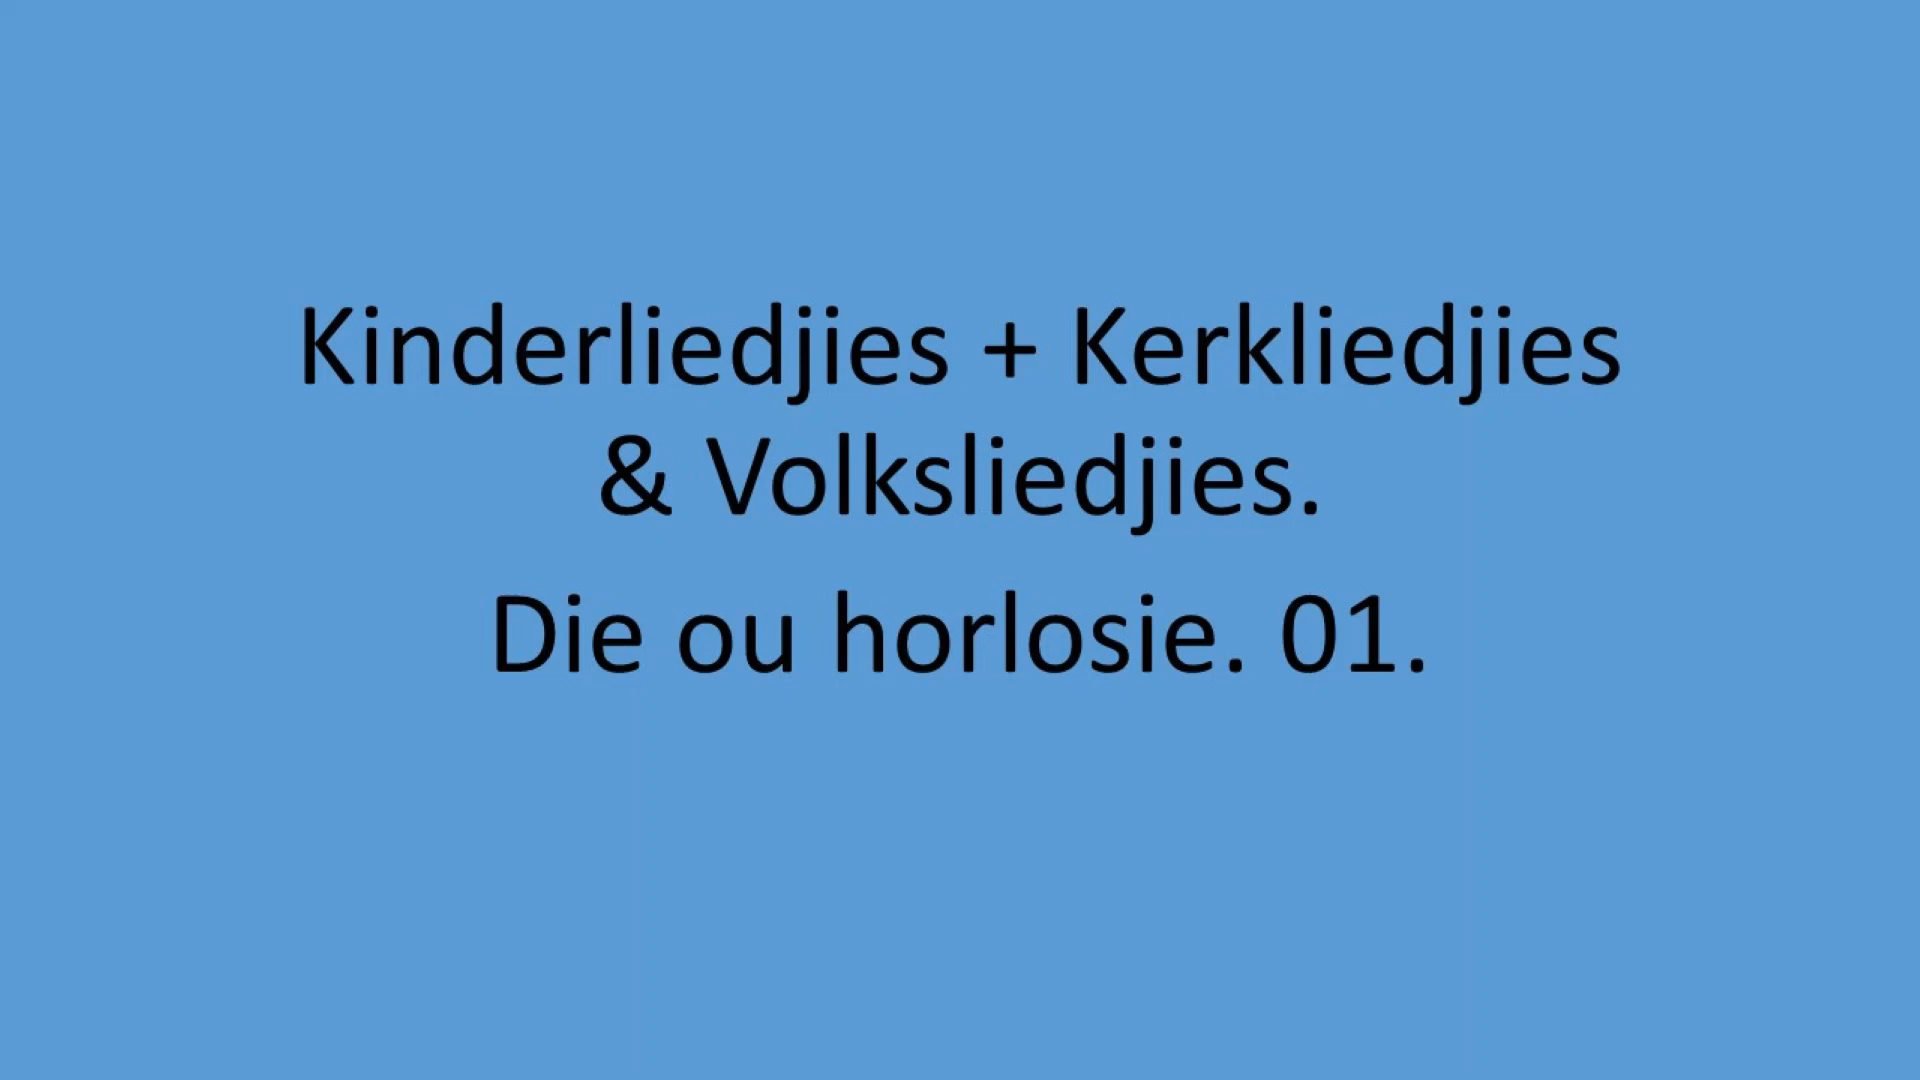 Kinderliedjies + Kerkliedjies
& Volksliedjies.
Die ou horlosie. 01.